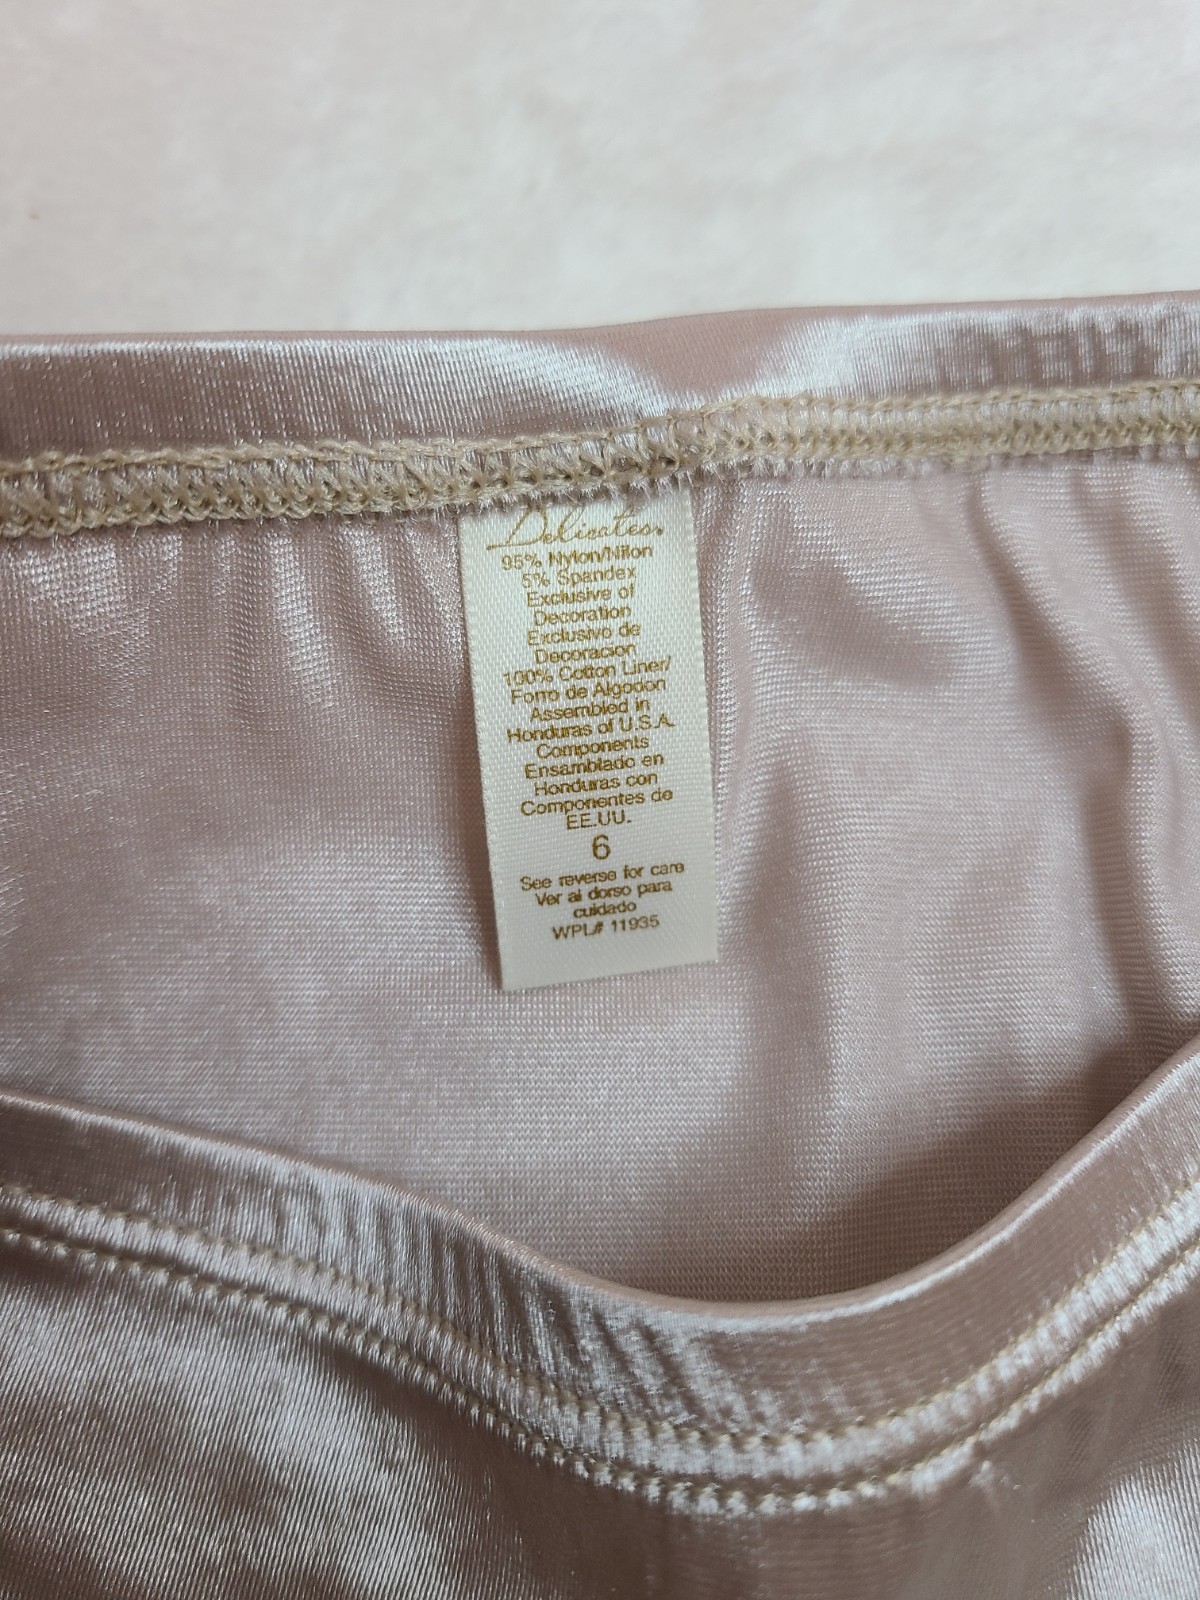 Delicates.
95% Nylon/Nilon
5% Spandex
Exclusive of
Decoration
Exclusivo de
Decoracion
100% Cotton Liner/
Forro de Algodon
Assembled in
Honduras of U.S.A.
Components
Ensamblado en
Honduras con
Componentes de
EE.UU.
6
See reverse for care
Ver al dorso para
cuidado
WPL# 11935